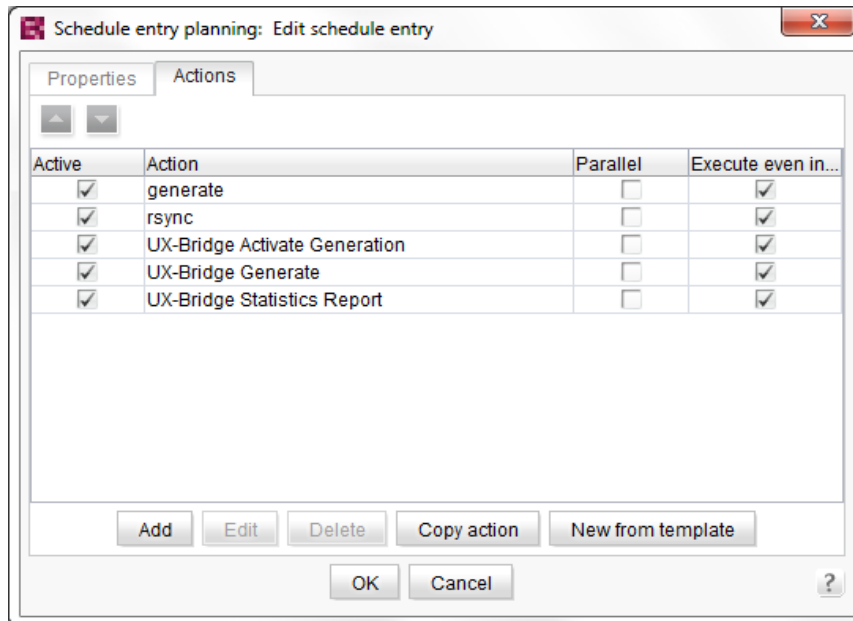 Schedule entry planning: Edit schedule entry
Properties Actions
Active Action Parallel Execute even in...
generate
rsync
UX-Bridge Activate Generation
UX-Bridge Generate
UX-Bridge Statistics Report
Add Edit Delete Copy action New from template
OK Cancel ?